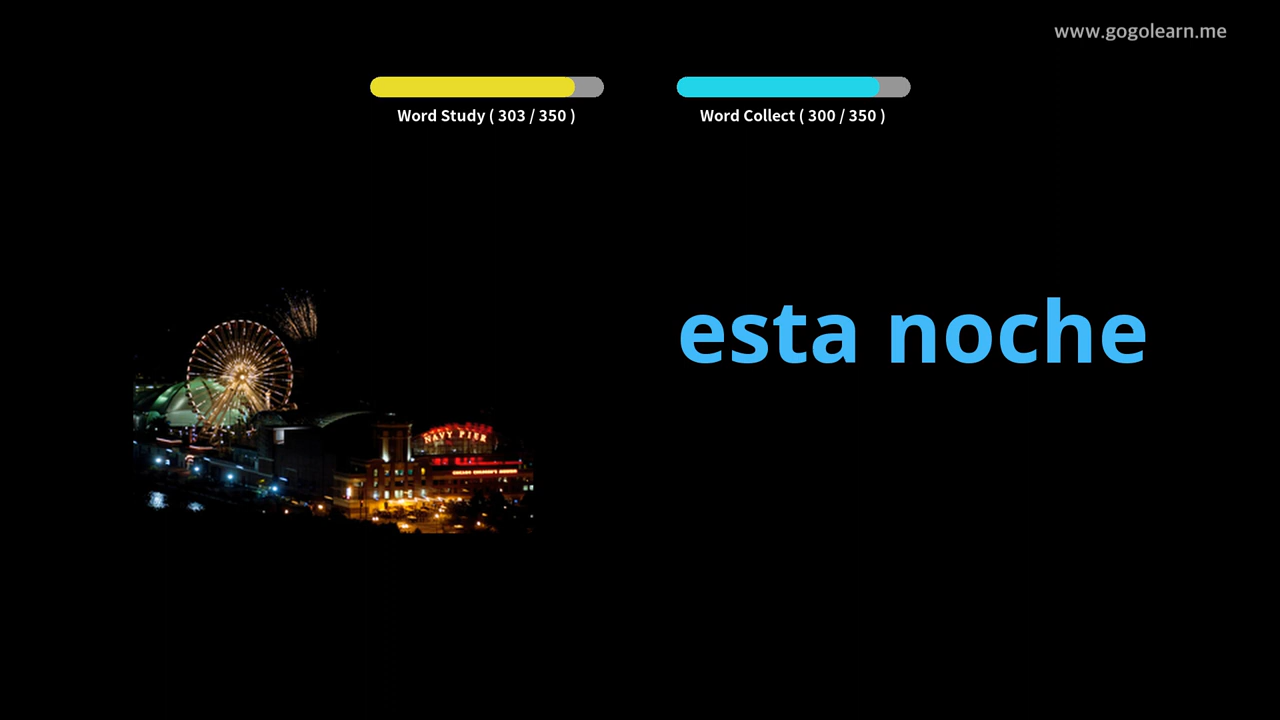 www.gogolearn.me
Word Study ( 303 / 350 )
Word Collect ( 300 / 350 )
esta noche
NAVY PIER